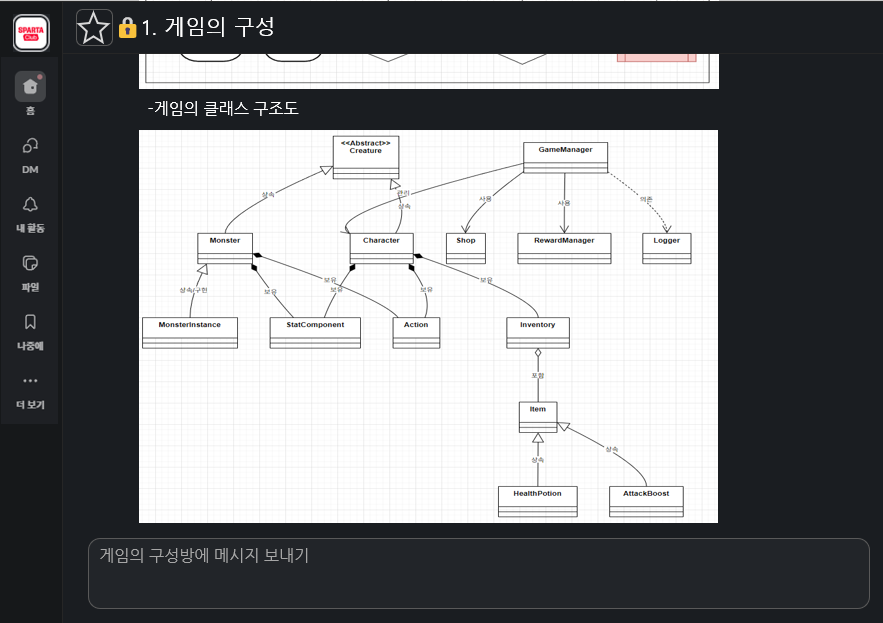 SPARTA
Club
🔒1. 게임의 구성
홈
DM
내 활동
파일
나중에
더 보기
-게임의 클래스 구조도
<<Abstract>>
Creature
GameManager
상속
관리
상속
사용
사용
의존
Monster
Character
Shop
RewardManager
Logger
보유
보유
보유
보유
보유
상속/구현
MonsterInstance
StatComponent
Action
Inventory
포함
Item
상속
상속
HealthPotion
AttackBoost
게임의 구성방에 메시지 보내기